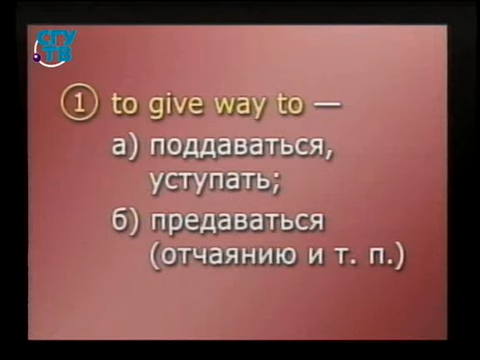 СГУ
ТВ
1 to give way to —
а) поддаваться,
уступать;
б) предаваться
(отчаянию и т. п.)